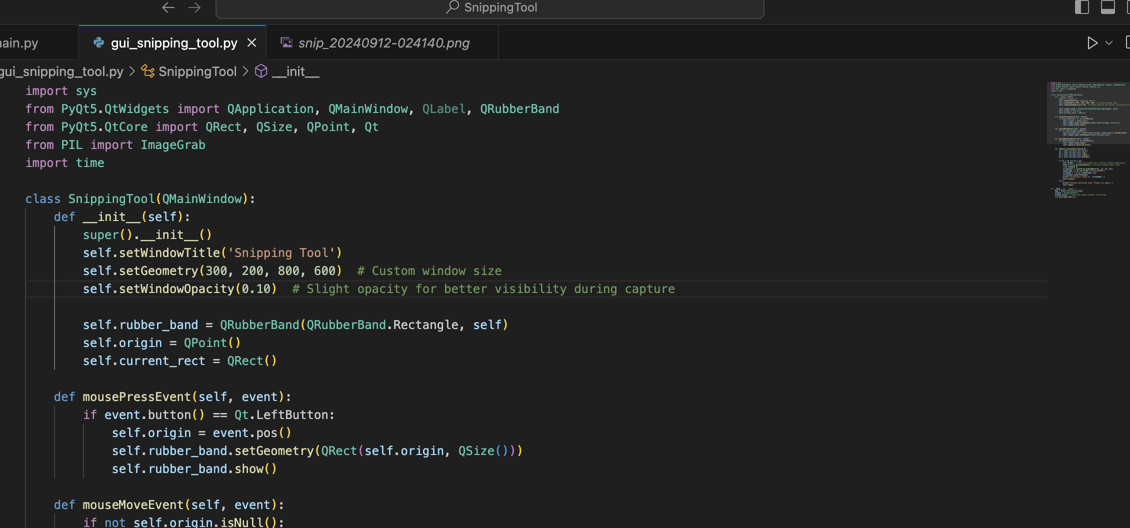 SnippingTool
ain.py
gui_snipping_tool.py
snip_20240912-024140.png
gui_snipping_tool.py > SnippingTool > __init__
import sys
from PyQt5.QtWidgets import QApplication, QMainWindow, QLabel, QRubberBand
from PyQt5.QtCore import QRect, QSize, QPoint, Qt
from PIL import ImageGrab
import time
class SnippingTool(QMainWindow):
def __init__(self):
super().__init__()
self.setWindowTitle('Snipping Tool')
self.setGeometry(300, 200, 800, 600)  # Custom window size
self.setWindowOpacity(0.10)  # Slight opacity for better visibility during capture
self.rubber_band = QRubberBand(QRubberBand.Rectangle, self)
self.origin = QPoint()
self.current_rect = QRect()
def mousePressEvent(self, event):
if event.button() == Qt.LeftButton:
self.origin = event.pos()
self.rubber_band.setGeometry(QRect(self.origin, QSize()))
self.rubber_band.show()
def mouseMoveEvent(self, event):
if not self.origin.isNull():